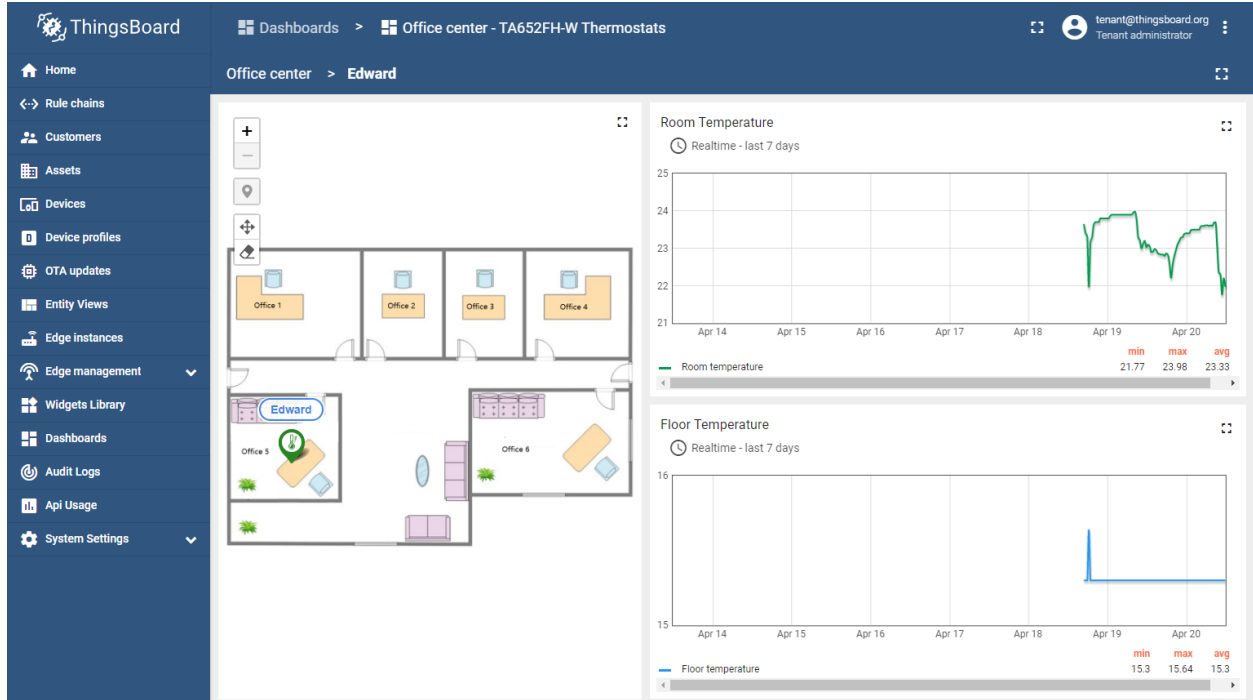 ThingsBoard
Dashboards > Office center - TA652FH-W Thermostats
tenant@thingsboard.org
Tenant administrator
Home
Rule chains
Customers
Assets
Devices
Device profiles
OTA updates
Entity Views
Edge instances
Edge management
Widgets Library
Dashboards
Audit Logs
Api Usage
System Settings
Office center > Edward
+
−
Office 1
Office 2
Office 3
Office 4
Edward
Office 5
Office 6
Room Temperature
Realtime - last 7 days
25
24
23
22
21
Apr 14 Apr 15 Apr 16 Apr 17 Apr 18 Apr 19 Apr 20
min max avg
Room temperature 21.77 23.98 23.33
Floor Temperature
Realtime - last 7 days
16
15
Apr 14 Apr 15 Apr 16 Apr 17 Apr 18 Apr 19 Apr 20
min max avg
Floor temperature 15.3 15.64 15.3